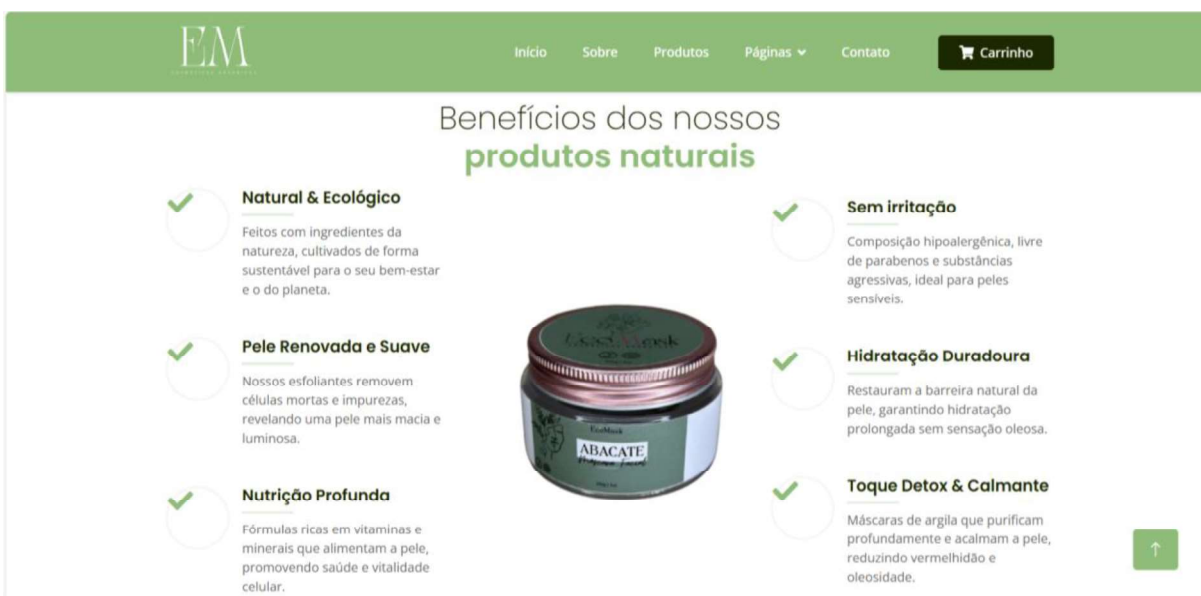 EM
Início Sobre Produtos Páginas Contato Carrinho
Benefícios dos nossos
produtos naturais
Natural & Ecológico
Feitos com ingredientes da
natureza, cultivados de forma
sustentável para o seu bem-estar
e o do planeta.
Pele Renovada e Suave
Nossos esfoliantes removem
células mortas e impurezas,
revelando uma pele mais macia e
luminosa.
Nutrição Profunda
Fórmulas ricas em vitaminas e
minerais que alimentam a pele,
promovendo saúde e vitalidade
celular.
EcoMask
EcoMask
ABACATE
Máscara Facial
Sem irritação
Composição hipoalergênica, livre
de parabenos e substâncias
agressivas, ideal para peles
sensíveis.
Hidratação Duradoura
Restauram a barreira natural da
pele, garantindo hidratação
prolongada sem sensação oleosa.
Toque Detox & Calmante
Máscaras de argila que purificam
profundamente e acalmam a pele,
reduzindo vermelhidão e
oleosidade.